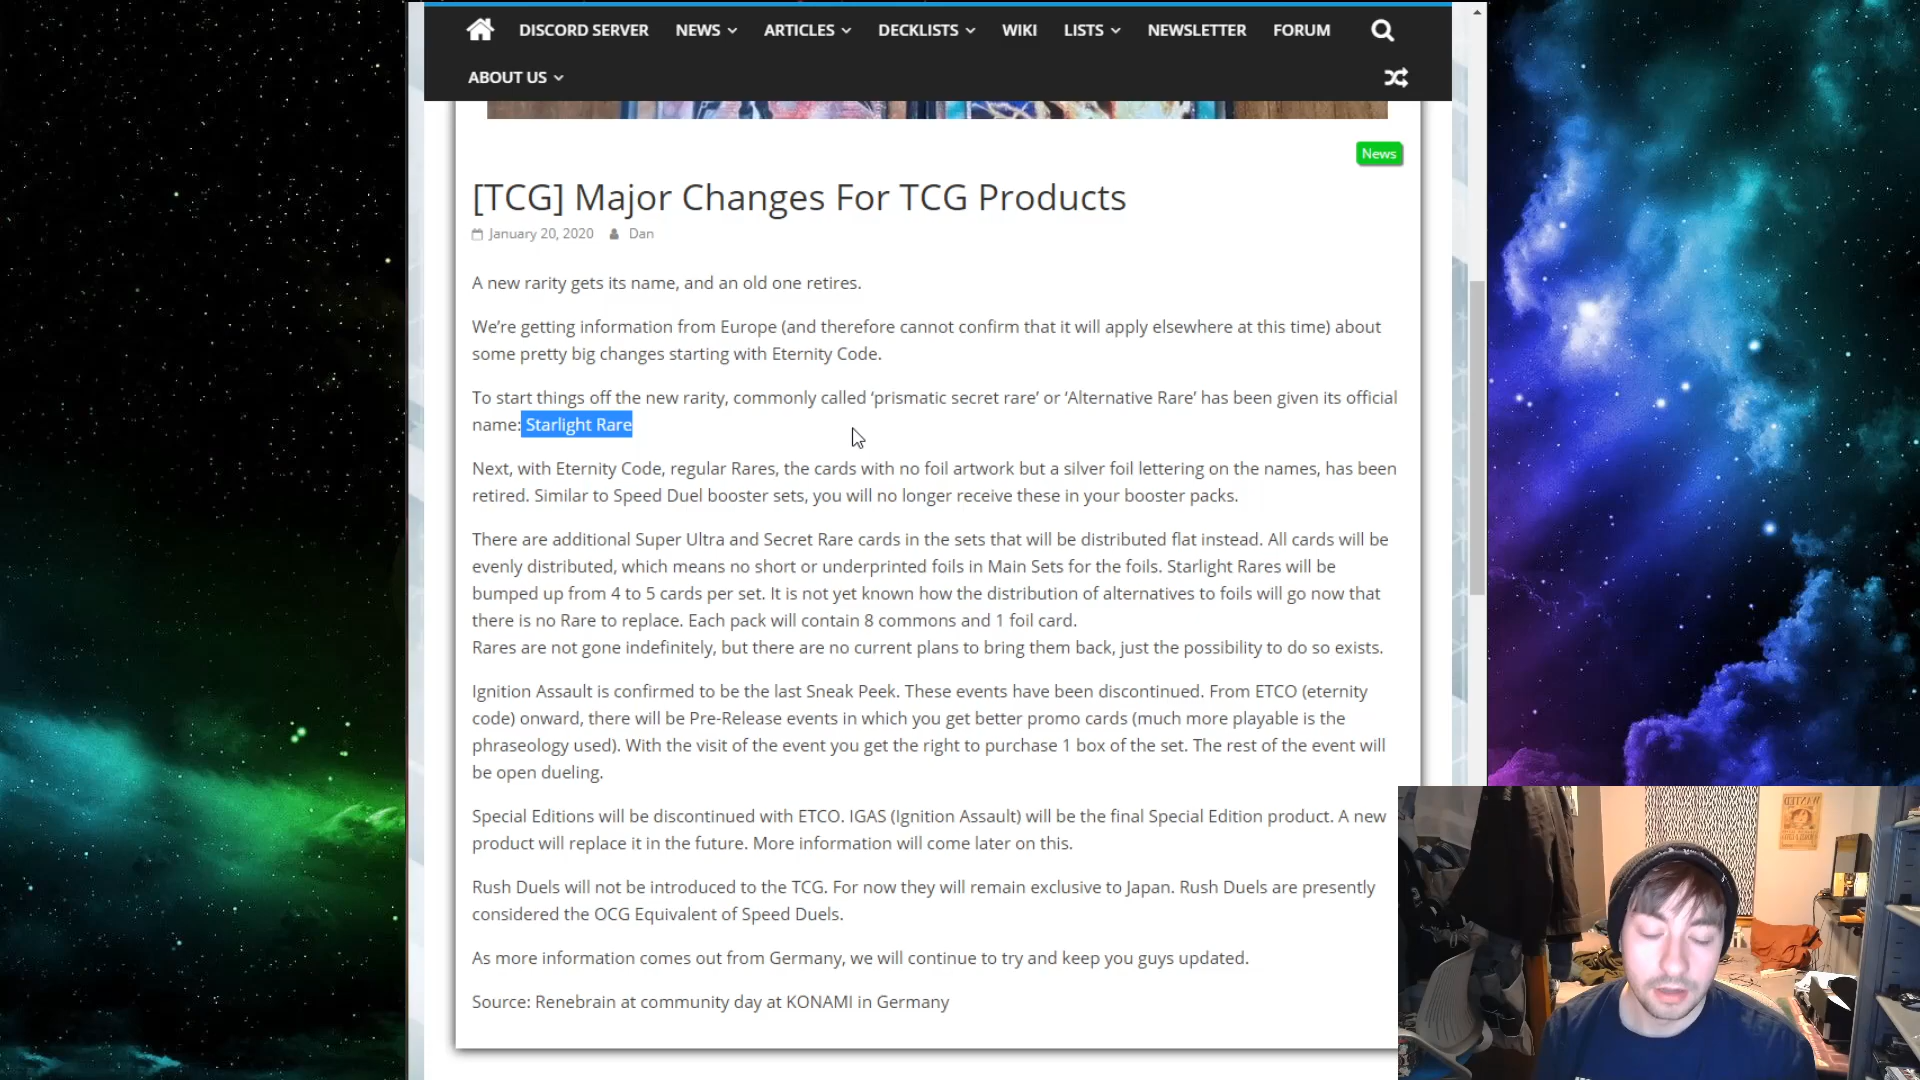 DISCORD SERVER NEWS ARTICLES DECKLISTS WIKI LISTS NEWSLETTER FORUM
ABOUT US
News
[TCG] Major Changes For TCG Products
January 20, 2020 Dan
A new rarity gets its name, and an old one retires.
We’re getting information from Europe (and therefore cannot confirm that it will apply elsewhere at this time) about
some pretty big changes starting with Eternity Code.
To start things off the new rarity, commonly called ‘prismatic secret rare’ or ‘Alternative Rare’ has been given its official
name: Starlight Rare
Next, with Eternity Code, regular Rares, the cards with no foil artwork but a silver foil lettering on the names, has been
retired. Similar to Speed Duel booster sets, you will no longer receive these in your booster packs.
There are additional Super Ultra and Secret Rare cards in the sets that will be distributed flat instead. All cards will be
evenly distributed, which means no short or underprinted foils in Main Sets for the foils. Starlight Rares will be
bumped up from 4 to 5 cards per set. It is not yet known how the distribution of alternatives to foils will go now that
there is no Rare to replace. Each pack will contain 8 commons and 1 foil card.
Rares are not gone indefinitely, but there are no current plans to bring them back, just the possibility to do so exists.
Ignition Assault is confirmed to be the last Sneak Peek. These events have been discontinued. From ETCO (eternity
code) onward, there will be Pre-Release events in which you get better promo cards (much more playable is the
phraseology used). With the visit of the event you get the right to purchase 1 box of the set. The rest of the event will
be open dueling.
Special Editions will be discontinued with ETCO. IGAS (Ignition Assault) will be the final Special Edition product. A new
product will replace it in the future. More information will come later on this.
Rush Duels will not be introduced to the TCG. For now they will remain exclusive to Japan. Rush Duels are presently
considered the OCG Equivalent of Speed Duels.
As more information comes out from Germany, we will continue to try and keep you guys updated.
Source: Renebrain at community day at KONAMI in Germany
WANTED